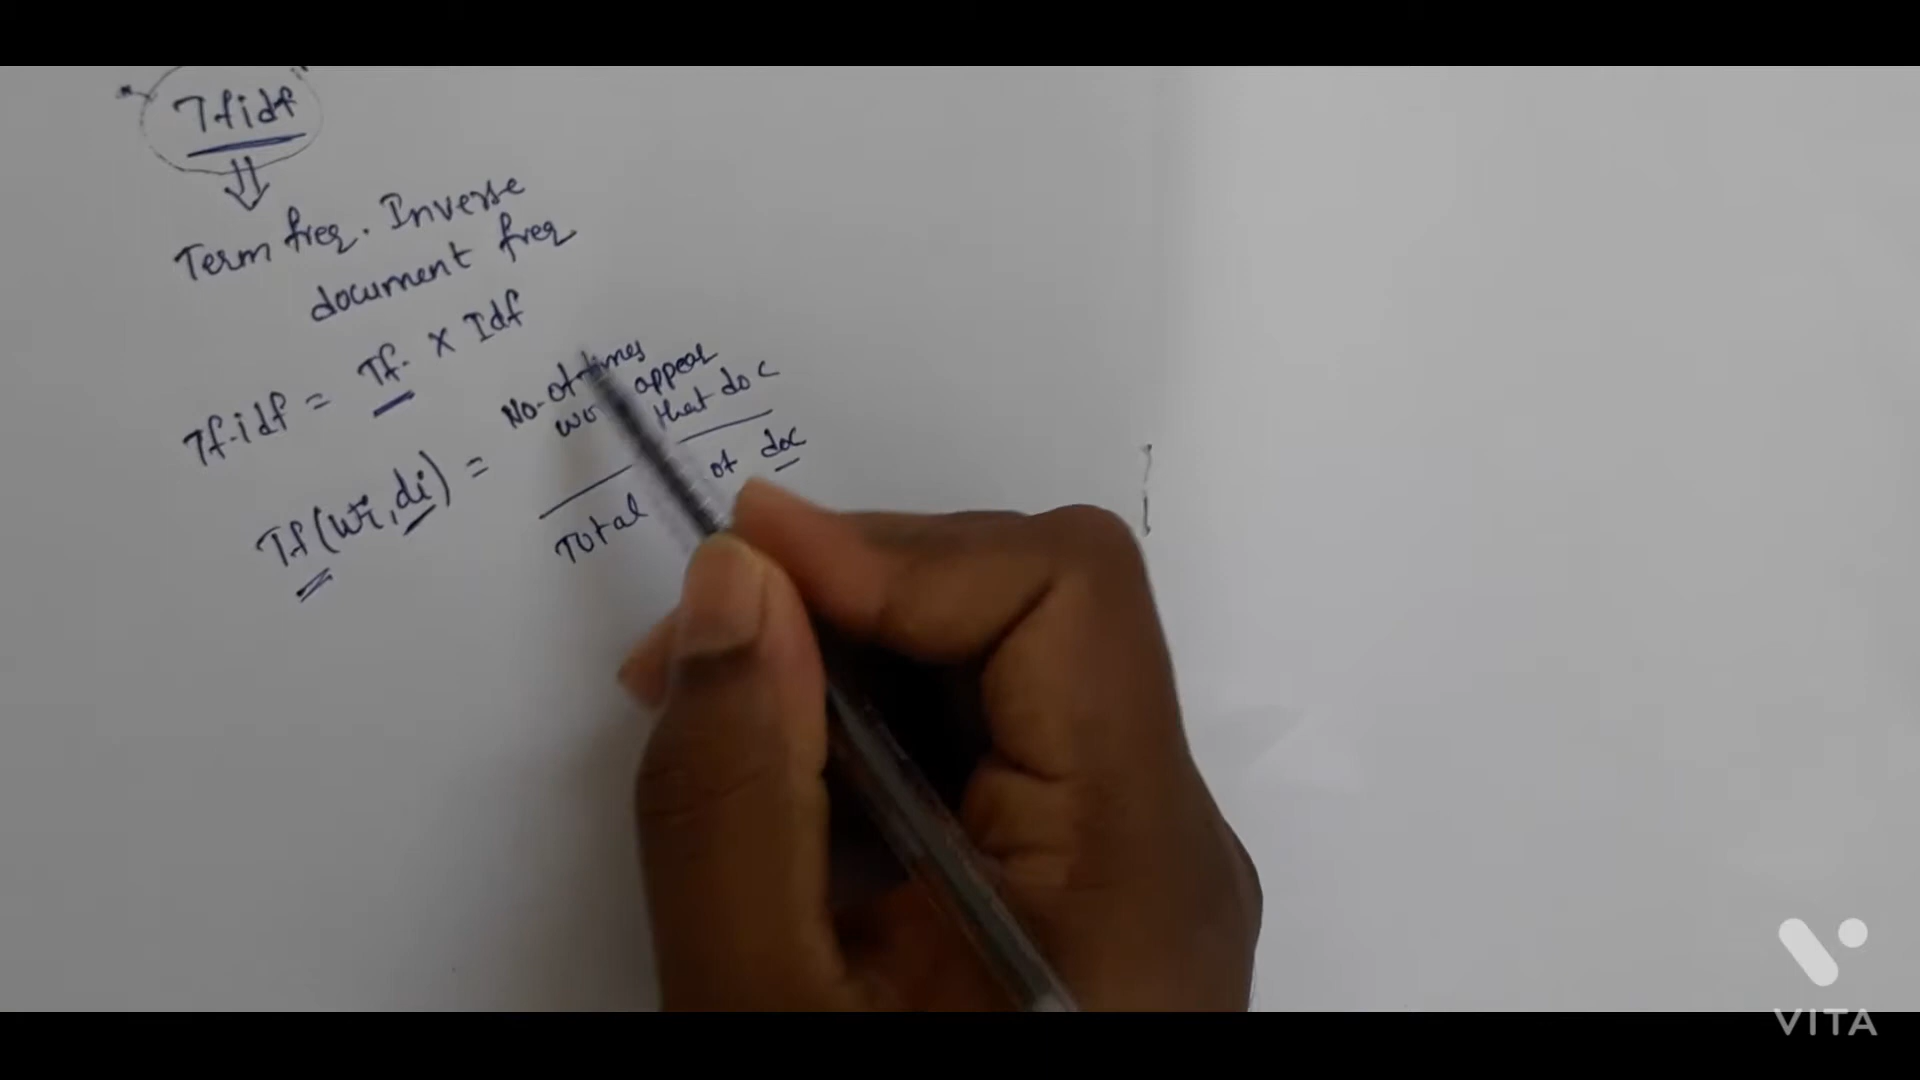 Tfidf
Term freq. Inverse
document freq
Tf.idf = Tf. x Idf
No. of times
appear
that doc
Tf(wi, di) =
Total of doc
VITA